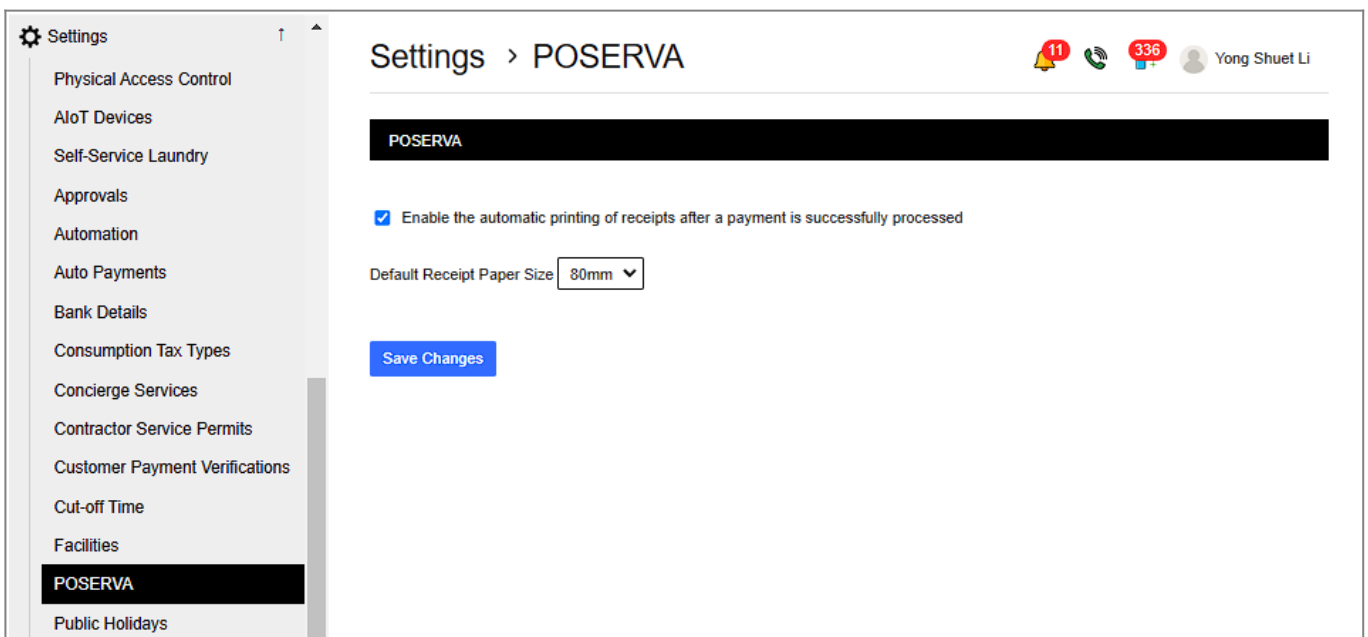 Settings ↑
Physical Access Control
AIoT Devices
Self-Service Laundry
Approvals
Automation
Auto Payments
Bank Details
Consumption Tax Types
Concierge Services
Contractor Service Permits
Customer Payment Verifications
Cut-off Time
Facilities
POSERVA
Public Holidays
Settings > POSERVA
11
336
Yong Shuet Li
POSERVA
Enable the automatic printing of receipts after a payment is successfully processed
Default Receipt Paper Size 80mm
Save Changes